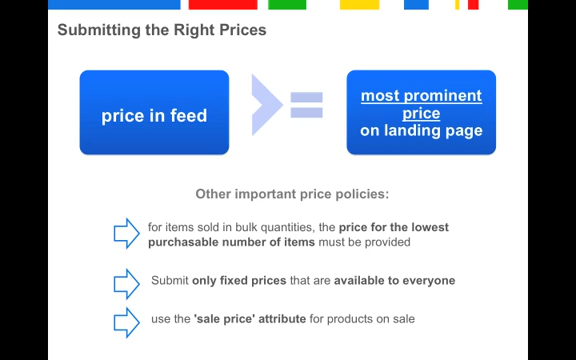 Submitting the Right Prices
price in feed
> =
most prominent
price
on landing page
Other important price policies:
for items sold in bulk quantities, the price for the lowest
purchasable number of items must be provided
Submit only fixed prices that are available to everyone
use the 'sale price' attribute for products on sale